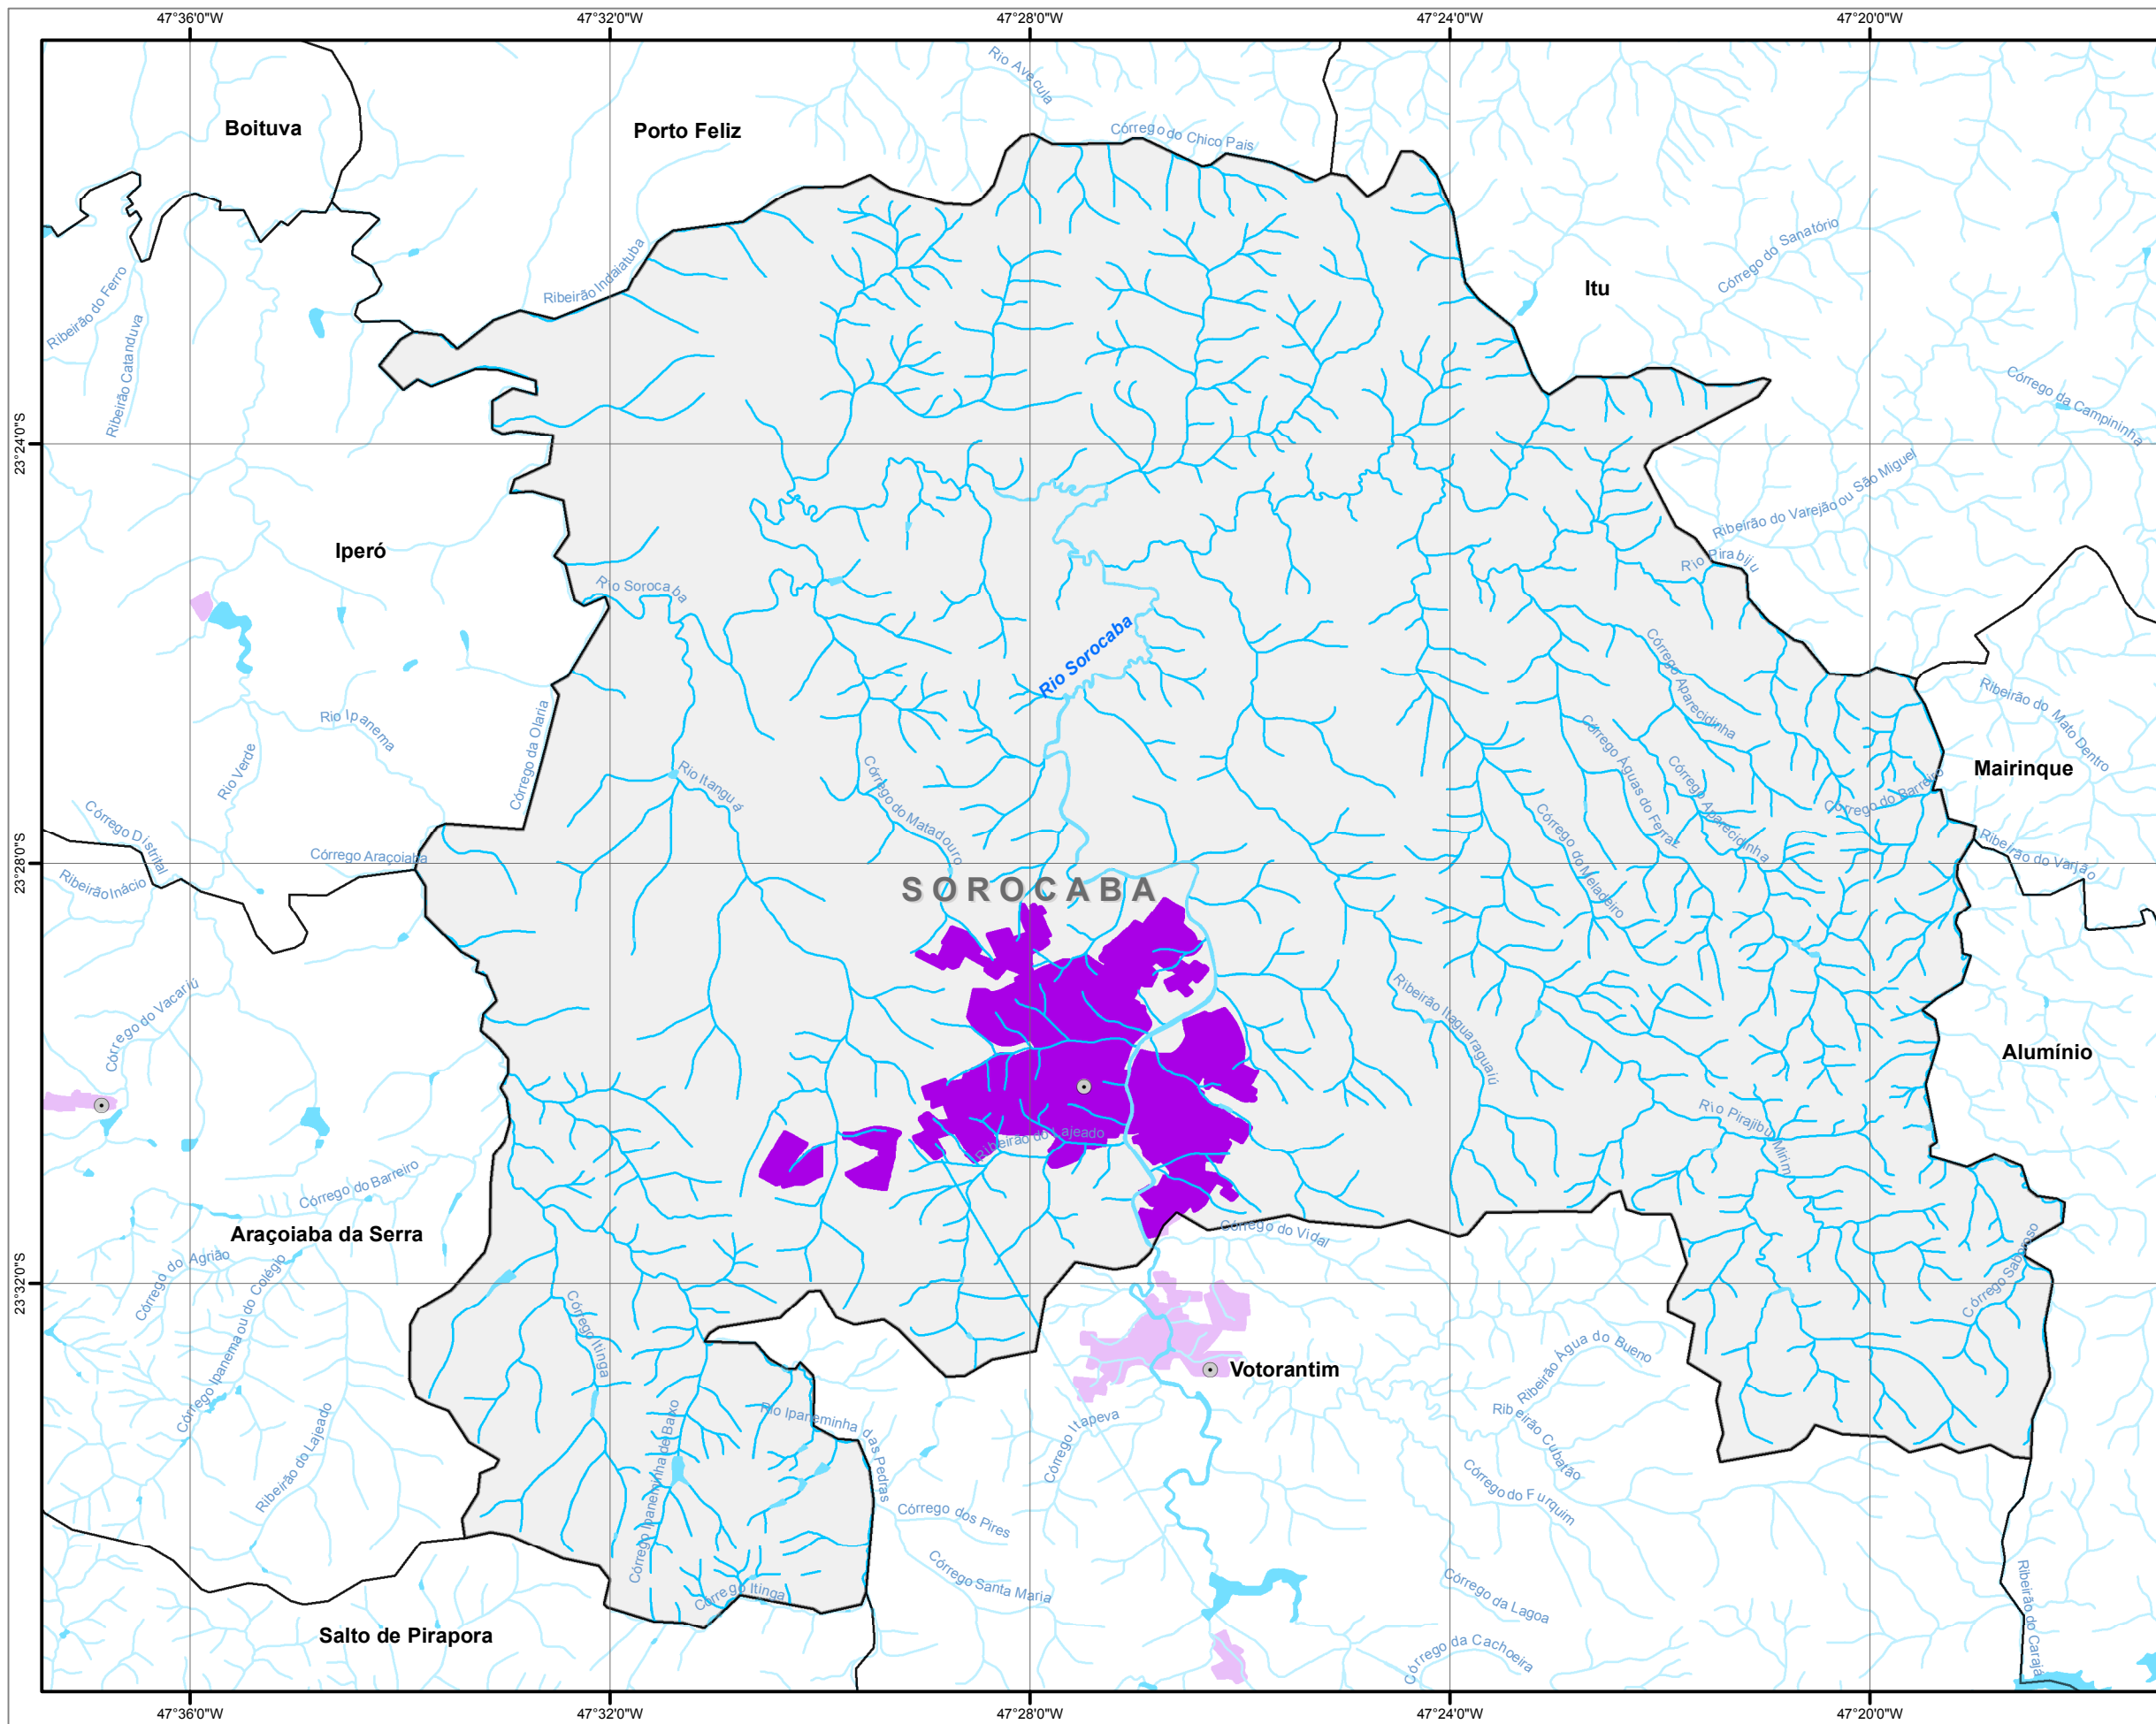 47°36'0"W
47°32'0"W
47°28'0"W
47°24'0"W
47°20'0"W
Rio Avecuia
Boituva
Porto Feliz
Córrego do Chico Pais
Córrego do Sanatório
Ribeirão Indaiatuba
Ribeirão do Ferro
Itu
Ribeirão Catanduva
Córrego da Campininha
23°24'0"S
Ribeirão do Varejão ou São Miguel
Iperó
Rio Pirabiju
Rio Sorocaba
Rio Sorocaba
Córrego Aparecidinha
Ribeirão do Mato Dentro
Rio Ipanema
Córrego da Olaria
Rio Verde
Córrego Águas do Ferraz
Córrego Aparecidinha
Mairinque
Rio Itanguá
Córrego do Matadouro
Córrego do Barreiro
Córrego Distrital
Córrego do Meladeiro
Ribeirão do Varjão
Córrego Araçoiaba
23°28'0"S
Ribeirão Inácio
SOROCABA
Córrego do Vacariú
Ribeirão Itaguaraguaiú
Alumínio
Rio Pirajibu-Mirim
Ribeirão do Lajeado
Córrego do Barreiro
Araçoiaba da Serra
Córrego do Vidal
Córrego do Agrião
Córrego Saboroso
23°32'0"S
Córrego Ipanema ou do Colégio
Córrego Itinga
Ribeirão Água do Bueno
Votorantim
Ribeirão Cubatão
Rio Ipaneminha das Pedras
Córrego Itapeva
Ribeirão do Lajeado
Córrego Ipaneminha de Baixo
Córrego do Furquim
Córrego dos Pires
Córrego Santa Maria
Córrego Itinga
Córrego da Lagoa
Ribeirão do Carajá
Salto de Pirapora
Córrego da Cachoeira
47°36'0"W
47°32'0"W
47°28'0"W
47°24'0"W
47°20'0"W